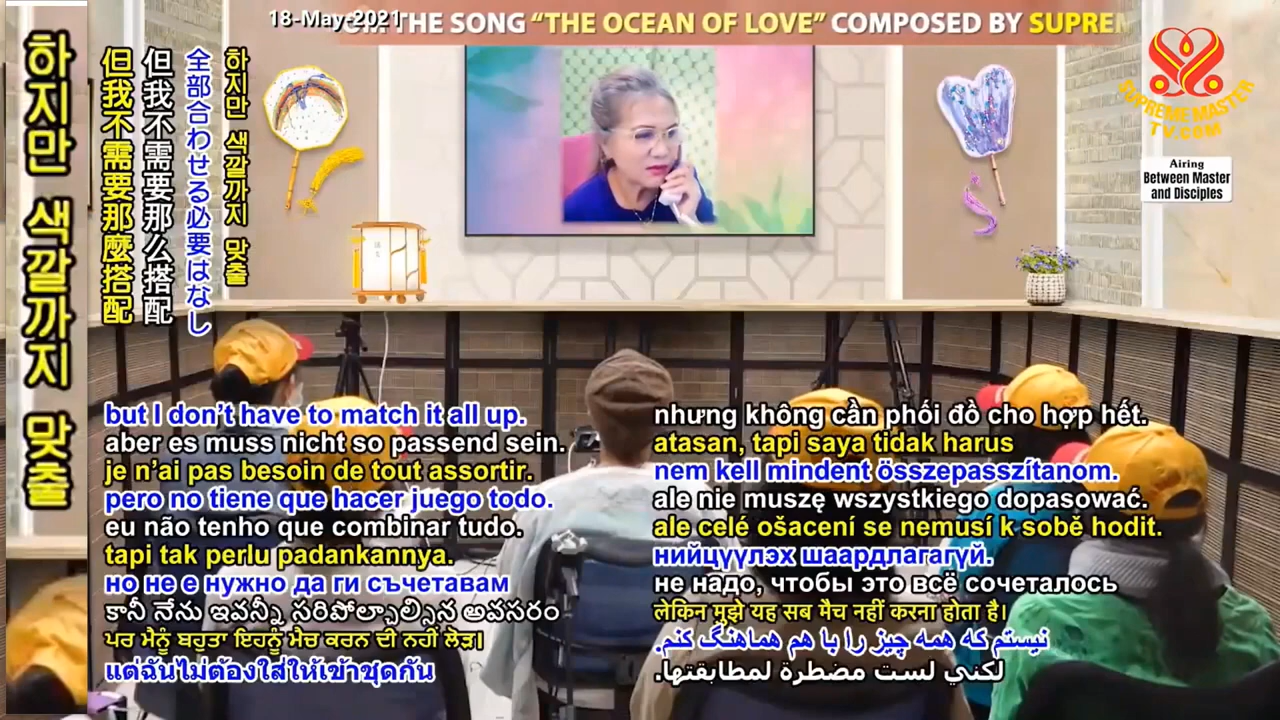 18-May-2021
THE SONG "THE OCEAN OF LOVE" COMPOSED BY
SUPREME MASTER
TV.COM
Airing
Between Master
and Disciples
하지만 색깔까지 맞출
하지만 색깔까지 맞출
全部合わせる必要はなし
但我不需要那么搭配
但我不需要那麼搭配
but I don't have to match it all up.
aber es muss nicht so passend sein.
je n'ai pas besoin de tout assortir.
pero no tiene que hacer juego todo.
eu não tenho que combinar tudo.
tapi tak perlu padankannya.
но не е нужно да ги съчетавам
కానీ నేను ఇవన్నీ సరిపోల్చాల్సిన అవసరం
ਪਰ ਮੈਨੂੰ ਬਹੁਤਾ ਇਹਨੂੰ ਮੈਚ ਕਰਨ ਦੀ ਨਹੀਂ ਲੋੜ।
แต่ฉันไม่ต้องใส่ให้เข้าชุดกัน
nhưng không cần phối đồ cho hợp hết.
atasan, tapi saya tidak harus
nem kell mindent összepasszítanom.
ale nie muszę wszystkiego dopasować.
ale celé ošacení se nemusí k sobě hodit.
нийцүүлэх шаардлагагүй.
не надо, чтобы это всё сочеталось
लेकिन मुझे यह सब मैच नहीं करना होता है।
نیستم که همه چیز را با هم هماهنگ کنم.
لكني لست مضطرة لمطابقتها.